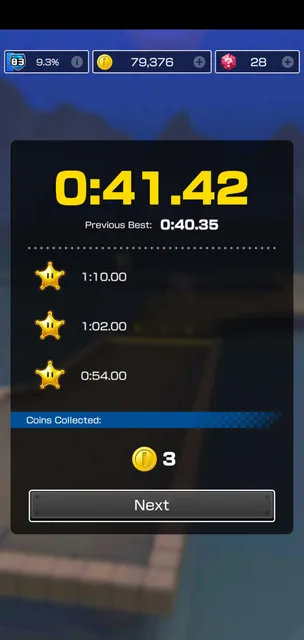 83 9.3% i 79,376 + 28 +
0:41.42
Previous Best: 0:40.35
1:10.00
1:02.00
0:54.00
Coins Collected:
3
Next